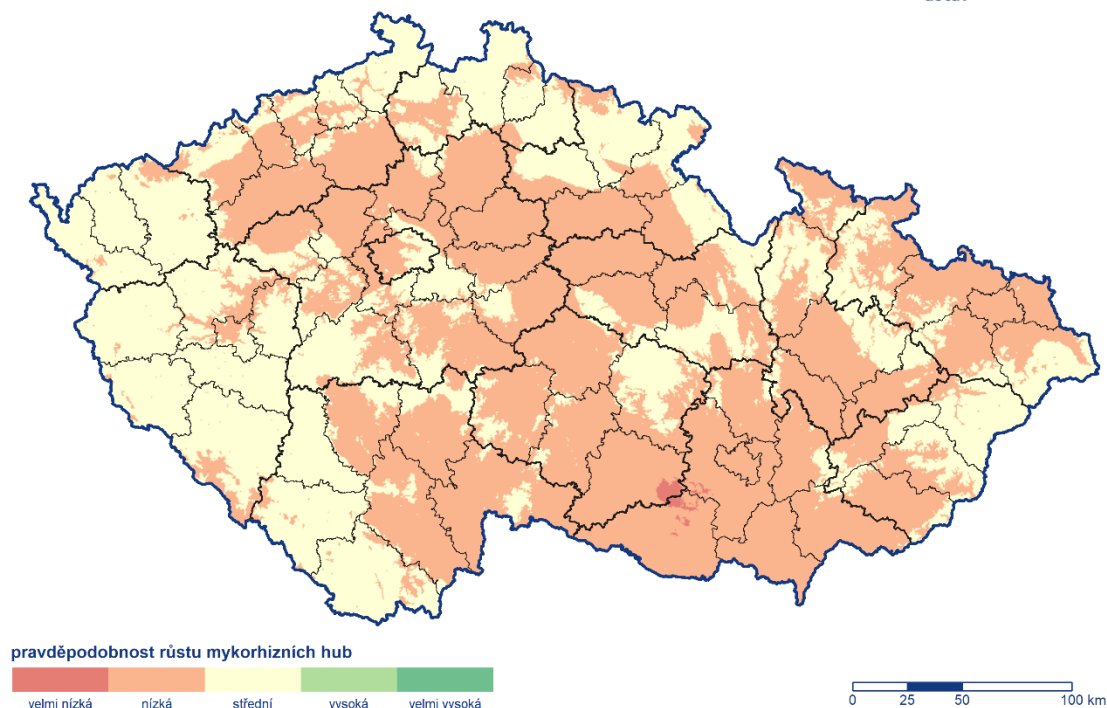 pravděpodobnost růstu mykorhizních hub
velmi nízká nízká střední vysoká velmi vysoká
0 25 50 100 km